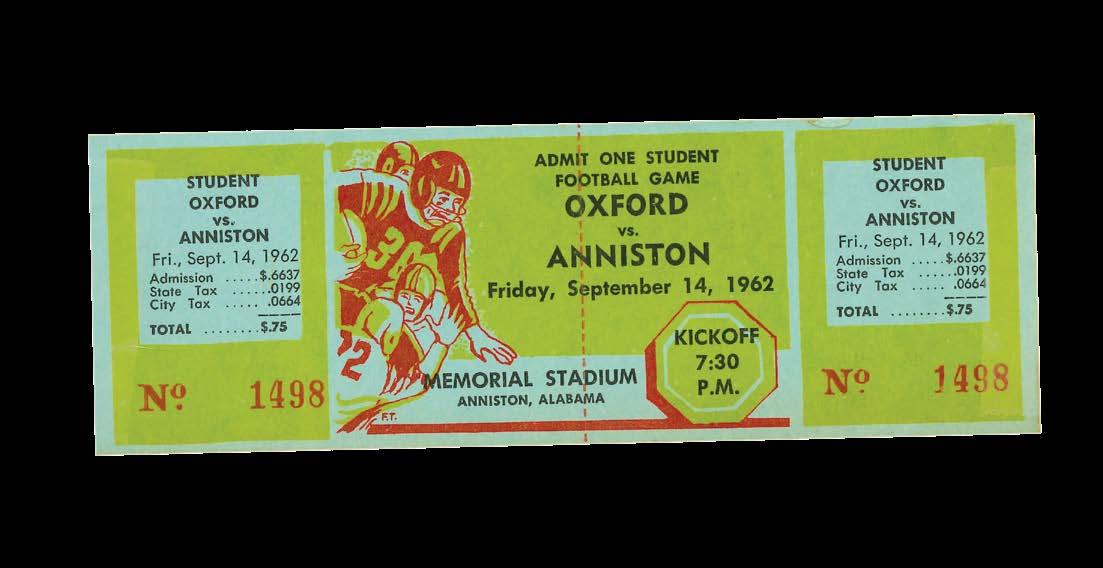 STUDENT
OXFORD
vs.
ANNISTON
Fri., Sept. 14, 1962
Admission .....$.6637
State Tax ......0199
City Tax ..... .0664
TOTAL ........$.75
Nº 1498
ADMIT ONE STUDENT
FOOTBALL GAME
OXFORD
vs.
ANNISTON
Friday, September 14, 1962
KICKOFF
7:30
P.M.
MEMORIAL STADIUM
ANNISTON, ALABAMA
36
22
F.T.
STUDENT
OXFORD
vs.
ANNISTON
Fri., Sept. 14, 1962
Admission .....$.6637
State Tax ......0199
City Tax ..... .0664
TOTAL ........$.75
Nº 1498